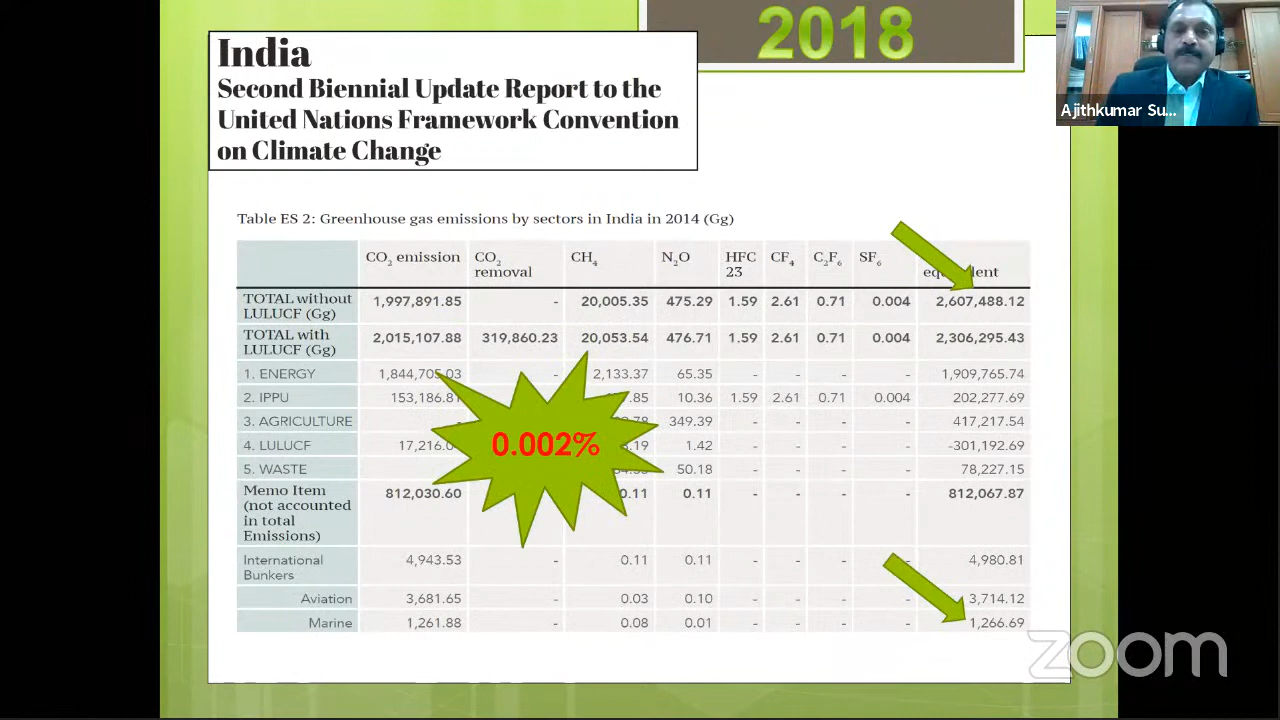 2018
Ajithkumar Su...
India
Second Biennial Update Report to the
United Nations Framework Convention
on Climate Change
Table ES 2: Greenhouse gas emissions by sectors in India in 2014 (Gg)
CO₂ emission CO₂ removal CH₄ N₂O HFC 23 CF₄ C₂F₆ SF₆
TOTAL without LULUCF (Gg) 1,997,891.85 - 20,005.35 475.29 1.59 2.61 0.71 0.004 2,607,488.12
TOTAL with LULUCF (Gg) 2,015,107.88 319,860.23 20,053.54 476.71 1.59 2.61 0.71 0.004 2,306,295.43
1. ENERGY 1,844,705.03 - 2,133.37 65.35 - - - - 1,909,765.74
2. IPPU 153,186.81 10.36 1.59 2.61 0.71 0.004 202,277.69
3. AGRICULTURE - 349.39 - - - - 417,217.54
4. LULUCF 1.42 - - - - -301,192.69
5. WASTE - 50.18 - - - - 78,227.15
0.002%
Memo Item (not accounted in total Emissions) 812,030.60 0.11 - - - - 812,067.87
International Bunkers 4,943.53 - 0.11 0.11 - - - - 4,980.81
Aviation 3,681.65 - 0.03 0.10 - - - - 3,714.12
Marine 1,261.88 - 0.08 0.01 - - - - 1,266.69
zoom